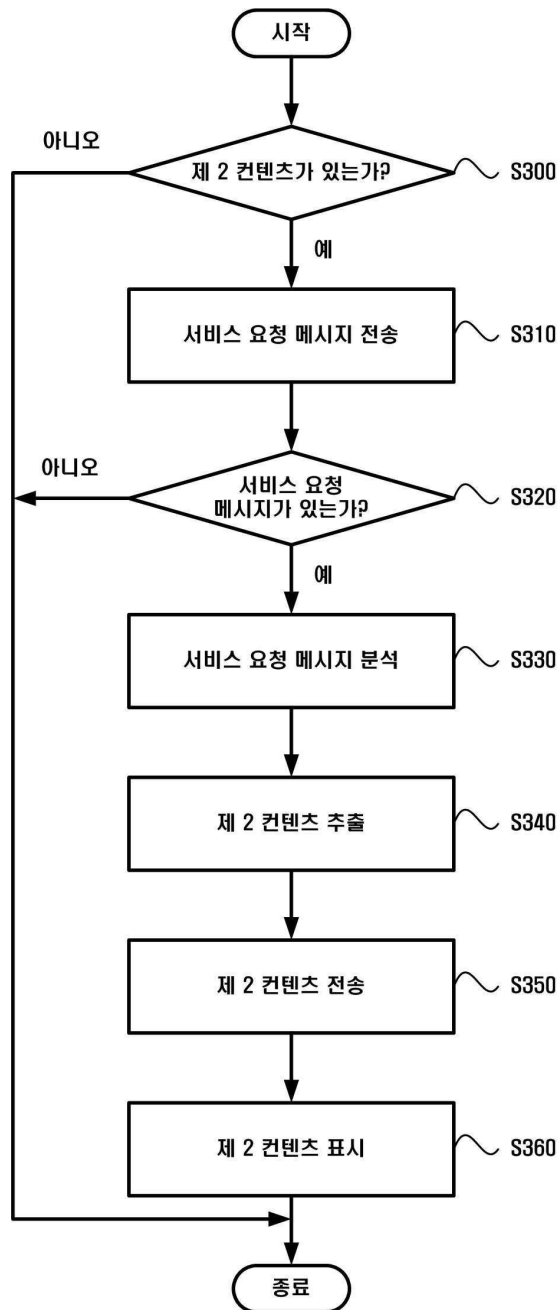 시작
아니오
제 2 컨텐츠가 있는가?
S300
예
서비스 요청 메시지 전송
S310
아니오
서비스 요청
메시지가 있는가?
S320
예
서비스 요청 메시지 분석
S330
제 2 컨텐츠 추출
S340
제 2 컨텐츠 전송
S350
제 2 컨텐츠 표시
S360
종료